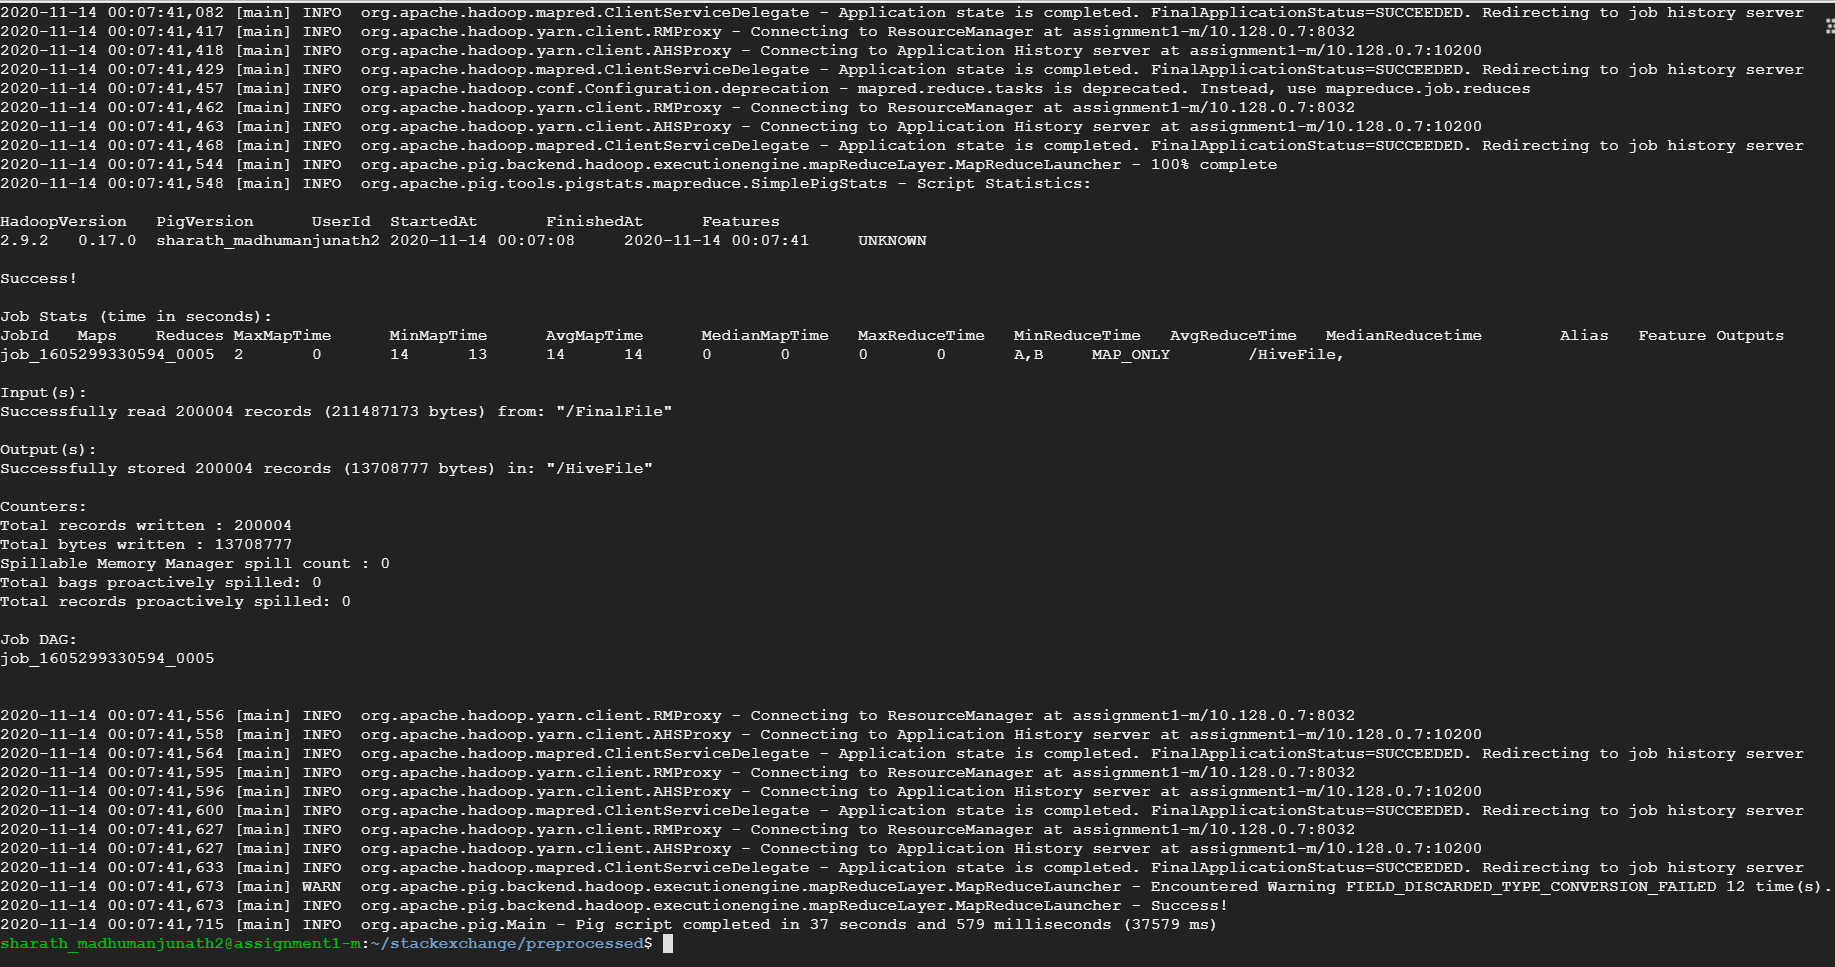 2020-11-14 00:07:41,082 [main] INFO  org.apache.hadoop.mapred.ClientServiceDelegate - Application state is completed. FinalApplicationStatus=SUCCEEDED. Redirecting to job history server
2020-11-14 00:07:41,417 [main] INFO  org.apache.hadoop.yarn.client.RMProxy - Connecting to ResourceManager at assignment1-m/10.128.0.7:8032
2020-11-14 00:07:41,418 [main] INFO  org.apache.hadoop.yarn.client.AHSProxy - Connecting to Application History server at assignment1-m/10.128.0.7:10200
2020-11-14 00:07:41,429 [main] INFO  org.apache.hadoop.mapred.ClientServiceDelegate - Application state is completed. FinalApplicationStatus=SUCCEEDED. Redirecting to job history server
2020-11-14 00:07:41,457 [main] INFO  org.apache.hadoop.conf.Configuration.deprecation - mapred.reduce.tasks is deprecated. Instead, use mapreduce.job.reduces
2020-11-14 00:07:41,462 [main] INFO  org.apache.hadoop.yarn.client.RMProxy - Connecting to ResourceManager at assignment1-m/10.128.0.7:8032
2020-11-14 00:07:41,463 [main] INFO  org.apache.hadoop.yarn.client.AHSProxy - Connecting to Application History server at assignment1-m/10.128.0.7:10200
2020-11-14 00:07:41,468 [main] INFO  org.apache.hadoop.mapred.ClientServiceDelegate - Application state is completed. FinalApplicationStatus=SUCCEEDED. Redirecting to job history server
2020-11-14 00:07:41,544 [main] INFO  org.apache.pig.backend.hadoop.executionengine.mapReduceLayer.MapReduceLauncher - 100% complete
2020-11-14 00:07:41,548 [main] INFO  org.apache.pig.tools.pigstats.mapreduce.SimplePigStats - Script Statistics:
HadoopVersion   PigVersion      UserId  StartedAt       FinishedAt      Features
2.9.2   0.17.0  sharath_madhumanjunath2 2020-11-14 00:07:08     2020-11-14 00:07:41     UNKNOWN
Success!
Job Stats (time in seconds):
JobId   Maps    Reduces MaxMapTime      MinMapTime      AvgMapTime      MedianMapTime   MaxReduceTime   MinReduceTime   AvgReduceTime   MedianReducetime        Alias   Feature Outputs
job_1605299330594_0005  2       0       14      13      14      14      0       0       0       0       A,B     MAP_ONLY        /HiveFile,
Input(s):
Successfully read 200004 records (211487173 bytes) from: "/FinalFile"
Output(s):
Successfully stored 200004 records (13708777 bytes) in: "/HiveFile"
Counters:
Total records written : 200004
Total bytes written : 13708777
Spillable Memory Manager spill count : 0
Total bags proactively spilled: 0
Total records proactively spilled: 0
Job DAG:
job_1605299330594_0005
2020-11-14 00:07:41,556 [main] INFO  org.apache.hadoop.yarn.client.RMProxy - Connecting to ResourceManager at assignment1-m/10.128.0.7:8032
2020-11-14 00:07:41,558 [main] INFO  org.apache.hadoop.yarn.client.AHSProxy - Connecting to Application History server at assignment1-m/10.128.0.7:10200
2020-11-14 00:07:41,564 [main] INFO  org.apache.hadoop.mapred.ClientServiceDelegate - Application state is completed. FinalApplicationStatus=SUCCEEDED. Redirecting to job history server
2020-11-14 00:07:41,595 [main] INFO  org.apache.hadoop.yarn.client.RMProxy - Connecting to ResourceManager at assignment1-m/10.128.0.7:8032
2020-11-14 00:07:41,596 [main] INFO  org.apache.hadoop.yarn.client.AHSProxy - Connecting to Application History server at assignment1-m/10.128.0.7:10200
2020-11-14 00:07:41,600 [main] INFO  org.apache.hadoop.mapred.ClientServiceDelegate - Application state is completed. FinalApplicationStatus=SUCCEEDED. Redirecting to job history server
2020-11-14 00:07:41,627 [main] INFO  org.apache.hadoop.yarn.client.RMProxy - Connecting to ResourceManager at assignment1-m/10.128.0.7:8032
2020-11-14 00:07:41,627 [main] INFO  org.apache.hadoop.yarn.client.AHSProxy - Connecting to Application History server at assignment1-m/10.128.0.7:10200
2020-11-14 00:07:41,633 [main] INFO  org.apache.hadoop.mapred.ClientServiceDelegate - Application state is completed. FinalApplicationStatus=SUCCEEDED. Redirecting to job history server
2020-11-14 00:07:41,673 [main] WARN  org.apache.pig.backend.hadoop.executionengine.mapReduceLayer.MapReduceLauncher - Encountered Warning FIELD_DISCARDED_TYPE_CONVERSION_FAILED 12 time(s).
2020-11-14 00:07:41,673 [main] INFO  org.apache.pig.backend.hadoop.executionengine.mapReduceLayer.MapReduceLauncher - Success!
2020-11-14 00:07:41,715 [main] INFO  org.apache.pig.Main - Pig script completed in 37 seconds and 579 milliseconds (37579 ms)
sharath_madhumanjunath2@assignment1-m:~/stackexchange/preprocessed$